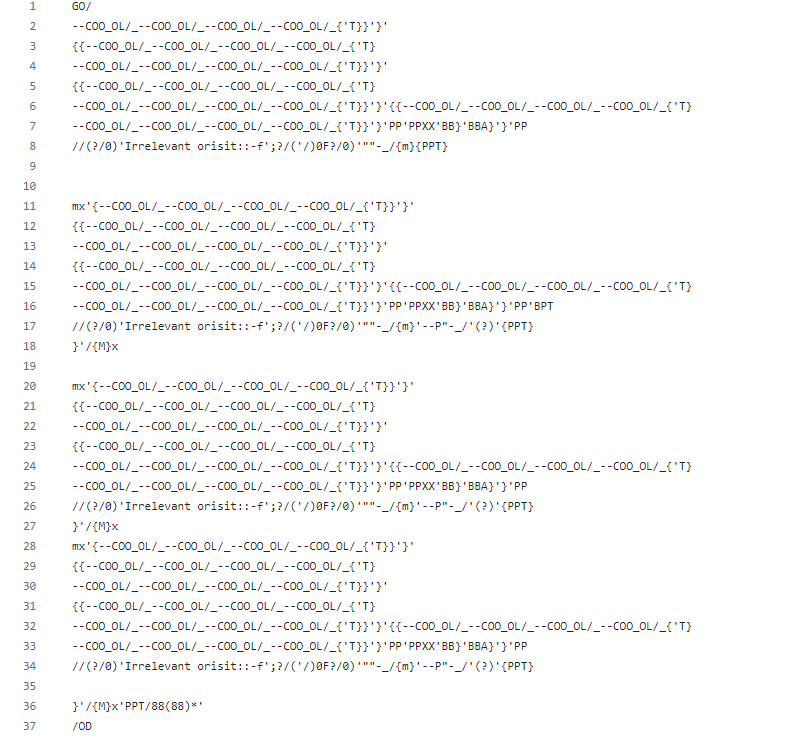 1 GO/
2 --COO_OL/_--COO_OL/_--COO_OL/_--COO_OL/_{'T}}'}'
3 {{--COO_OL/_--COO_OL/_--COO_OL/_--COO_OL/_{'T}
4 --COO_OL/_--COO_OL/_--COO_OL/_--COO_OL/_{'T}}'}'
5 {{--COO_OL/_--COO_OL/_--COO_OL/_--COO_OL/_{'T}
6 --COO_OL/_--COO_OL/_--COO_OL/_--COO_OL/_{'T}}'}'{{--COO_OL/_--COO_OL/_--COO_OL/_--COO_OL/_{'T}
7 --COO_OL/_--COO_OL/_--COO_OL/_--COO_OL/_{'T}}'}'PP'PPXX'BB}'BBA}'}'PP
8 //(?/0)'Irrelevant orisit::-f';?/('/)0F?/0)'""-_/{m}{PPT}
9
10
11 mx'{--COO_OL/_--COO_OL/_--COO_OL/_--COO_OL/_{'T}}'}'
12 {{--COO_OL/_--COO_OL/_--COO_OL/_--COO_OL/_{'T}
13 --COO_OL/_--COO_OL/_--COO_OL/_--COO_OL/_{'T}}'}'
14 {{--COO_OL/_--COO_OL/_--COO_OL/_--COO_OL/_{'T}
15 --COO_OL/_--COO_OL/_--COO_OL/_--COO_OL/_{'T}}'}'{{--COO_OL/_--COO_OL/_--COO_OL/_--COO_OL/_{'T}
16 --COO_OL/_--COO_OL/_--COO_OL/_--COO_OL/_{'T}}'}'PP'PPXX'BB}'BBA}'}'PP'BPT
17 //(?/0)'Irrelevant orisit::-f';?/('/)0F?/0)'""-_/{m}'--P"-_/'(?)'{PPT}
18 }'/{M}x
19
20 mx'{--COO_OL/_--COO_OL/_--COO_OL/_--COO_OL/_{'T}}'}'
21 {{--COO_OL/_--COO_OL/_--COO_OL/_--COO_OL/_{'T}
22 --COO_OL/_--COO_OL/_--COO_OL/_--COO_OL/_{'T}}'}'
23 {{--COO_OL/_--COO_OL/_--COO_OL/_--COO_OL/_{'T}
24 --COO_OL/_--COO_OL/_--COO_OL/_--COO_OL/_{'T}}'}'{{--COO_OL/_--COO_OL/_--COO_OL/_--COO_OL/_{'T}
25 --COO_OL/_--COO_OL/_--COO_OL/_--COO_OL/_{'T}}'}'PP'PPXX'BB}'BBA}'}'PP
26 //(?/0)'Irrelevant orisit::-f';?/('/)0F?/0)'""-_/{m}'--P"-_/'(?)'{PPT}
27 }'/{M}x
28 mx'{--COO_OL/_--COO_OL/_--COO_OL/_--COO_OL/_{'T}}'}'
29 {{--COO_OL/_--COO_OL/_--COO_OL/_--COO_OL/_{'T}
30 --COO_OL/_--COO_OL/_--COO_OL/_--COO_OL/_{'T}}'}'
31 {{--COO_OL/_--COO_OL/_--COO_OL/_--COO_OL/_{'T}
32 --COO_OL/_--COO_OL/_--COO_OL/_--COO_OL/_{'T}}'}'{{--COO_OL/_--COO_OL/_--COO_OL/_--COO_OL/_{'T}
33 --COO_OL/_--COO_OL/_--COO_OL/_--COO_OL/_{'T}}'}'PP'PPXX'BB}'BBA}'}'PP
34 //(?/0)'Irrelevant orisit::-f';?/('/)0F?/0)'""-_/{m}'--P"-_/'(?)'{PPT}
35
36 }'/{M}x'PPT/88(88)*'
37 /OD